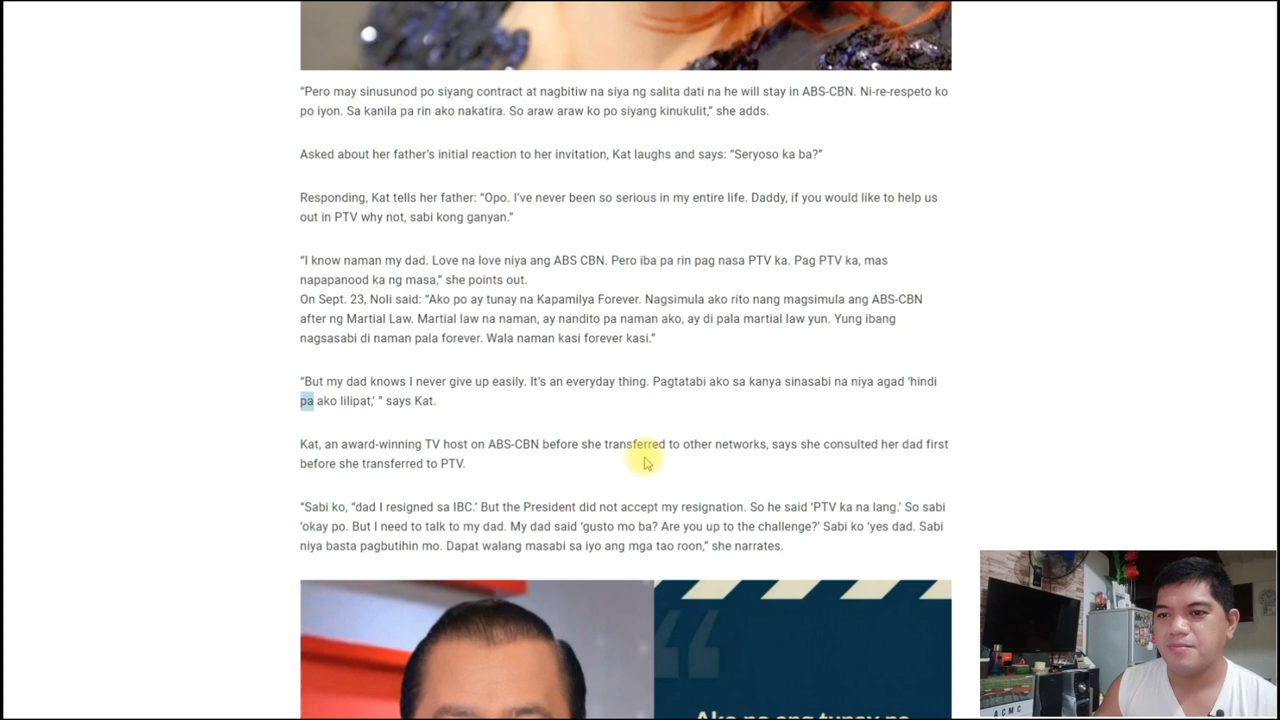 “Pero may sinusunod po siyang contract at nagbitiw na siya ng salita dati na he will stay in ABS-CBN. Ni-re-respeto ko
po iyon. Sa kanila pa rin ako nakatira. So araw araw ko po siyang kinukulit,” she adds.
Asked about her father’s initial reaction to her invitation, Kat laughs and says: “Seryoso ka ba?”
Responding, Kat tells her father: “Opo. I’ve never been so serious in my entire life. Daddy, if you would like to help us
out in PTV why not, sabi kong ganyan.”
“I know naman my dad. Love na love niya ang ABS CBN. Pero iba pa rin pag nasa PTV ka. Pag PTV ka, mas
napapanood ka ng masa,” she points out.
On Sept. 23, Noli said: “Ako po ay tunay na Kapamilya Forever. Nagsimula ako rito nang magsimula ang ABS-CBN
after ng Martial Law. Martial law na naman, ay nandito pa naman ako, ay di pala martial law yun. Yung ibang
nagsasabi di naman pala forever. Wala naman kasi forever kasi.”
“But my dad knows I never give up easily. It’s an everyday thing. Pagtatabi ako sa kanya sinasabi na niya agad ‘hindi
pa ako lilipat,’ ” says Kat.
Kat, an award-winning TV host on ABS-CBN before she transferred to other networks, says she consulted her dad first
before she transferred to PTV.
“Sabi ko, “dad I resigned sa IBC.’ But the President did not accept my resignation. So he said ‘PTV ka na lang.’ So sabi
‘okay po. But I need to talk to my dad. My dad said ‘gusto mo ba? Are you up to the challenge?’ Sabi ko ‘yes dad. Sabi
niya basta pagbutihin mo. Dapat walang masabi sa iyo ang mga tao roon,” she narrates.
ACMC